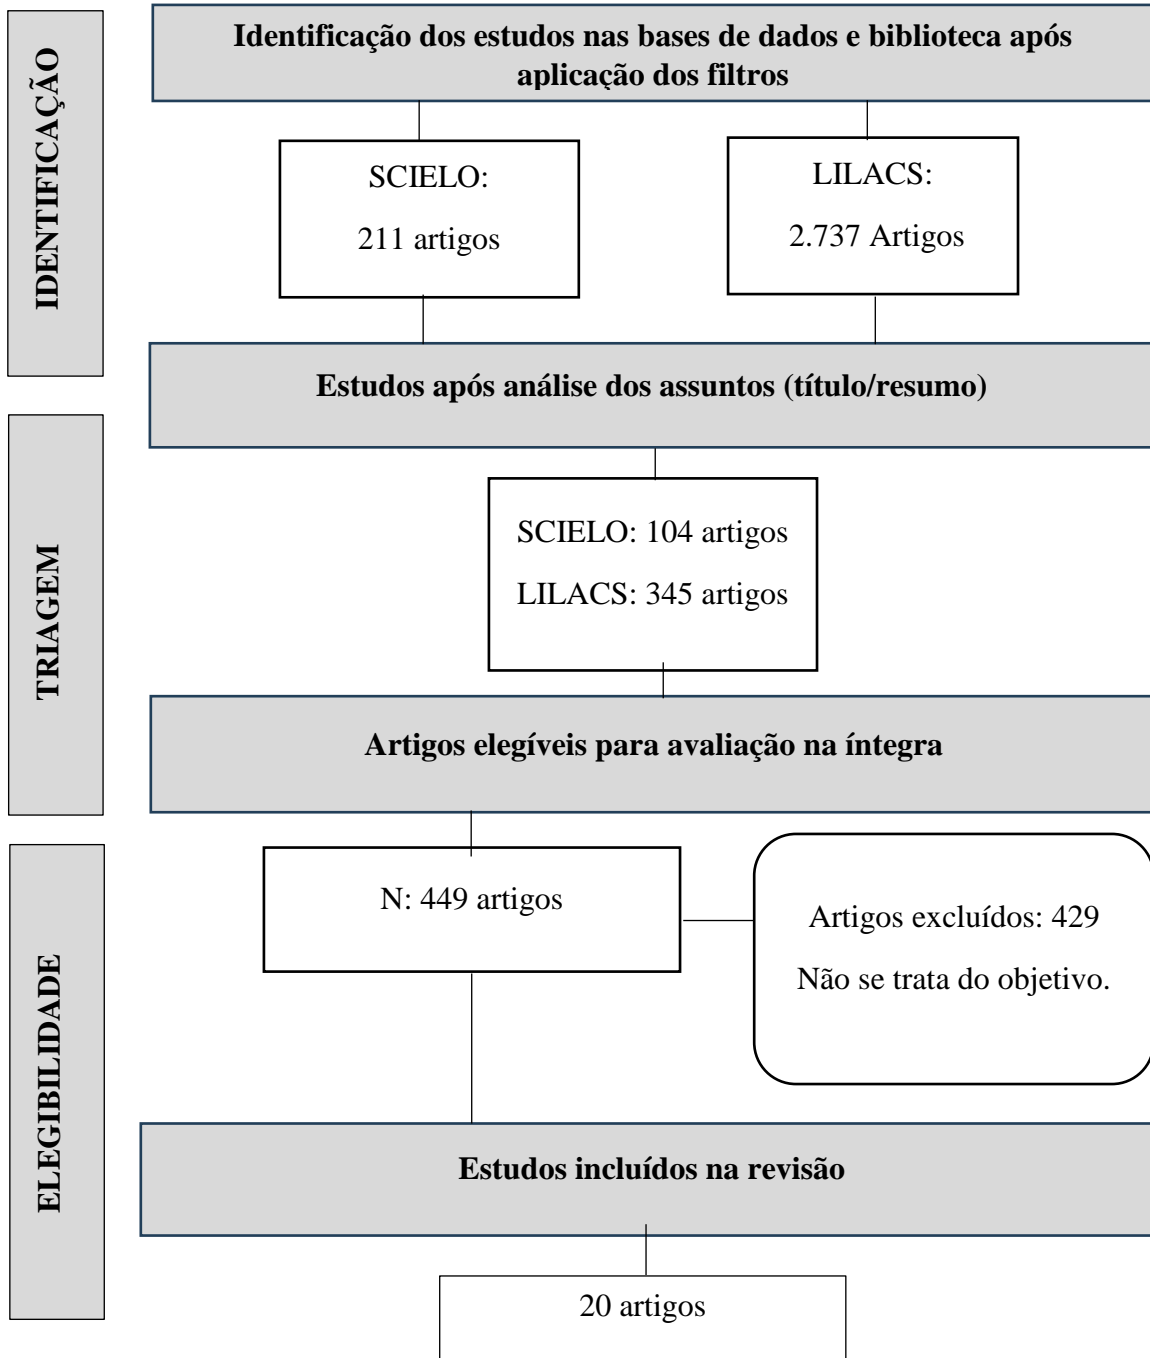 IDENTIFICAÇÃO
Identificação dos estudos nas bases de dados e biblioteca após
aplicação dos filtros
SCIELO:
211 artigos
LILACS:
2.737 Artigos
Estudos após análise dos assuntos (título/resumo)
TRIAGEM
SCIELO: 104 artigos
LILACS: 345 artigos
Artigos elegíveis para avaliação na íntegra
ELEGIBILIDADE
N: 449 artigos
Artigos excluídos: 429
Não se trata do objetivo.
Estudos incluídos na revisão
20 artigos